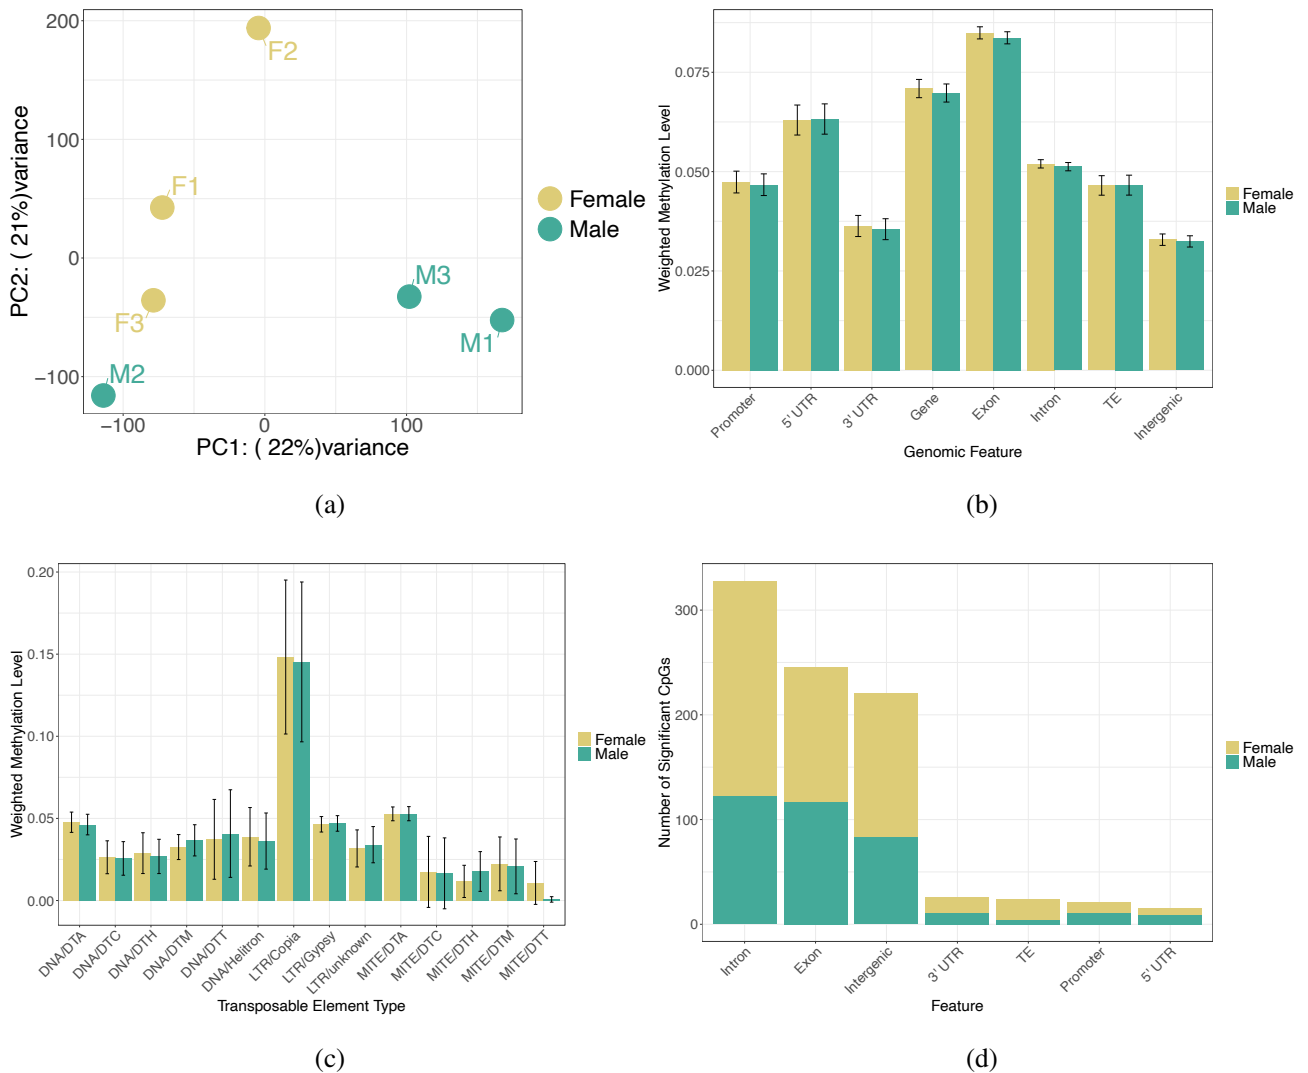 200
100
0
−100
PC2: ( 21%)variance
F2
F1
F3
M3
M1
M2
−100
0
100
PC1: ( 22%)variance
Female
Male
(a)
0.075
0.050
0.025
0.000
Weighted Methylation Level
Promoter
5' UTR
3' UTR
Gene
Exon
Intron
TE
Intergenic
Genomic Feature
Female
Male
(b)
0.20
0.15
0.10
0.05
0.00
Weighted Methylation Level
DNA/DTA
DNA/DTC
DNA/DTH
DNA/DTM
DNA/DTT
DNA/Helitron
LTR/Copia
LTR/Gypsy
LTR/unknown
MITE/DTA
MITE/DTC
MITE/DTH
MITE/DTM
MITE/DTT
Transposable Element Type
Female
Male
(c)
300
200
100
0
Number of Significant CpGs
Intron
Exon
Intergenic
3' UTR
TE
Promoter
5' UTR
Feature
Female
Male
(d)